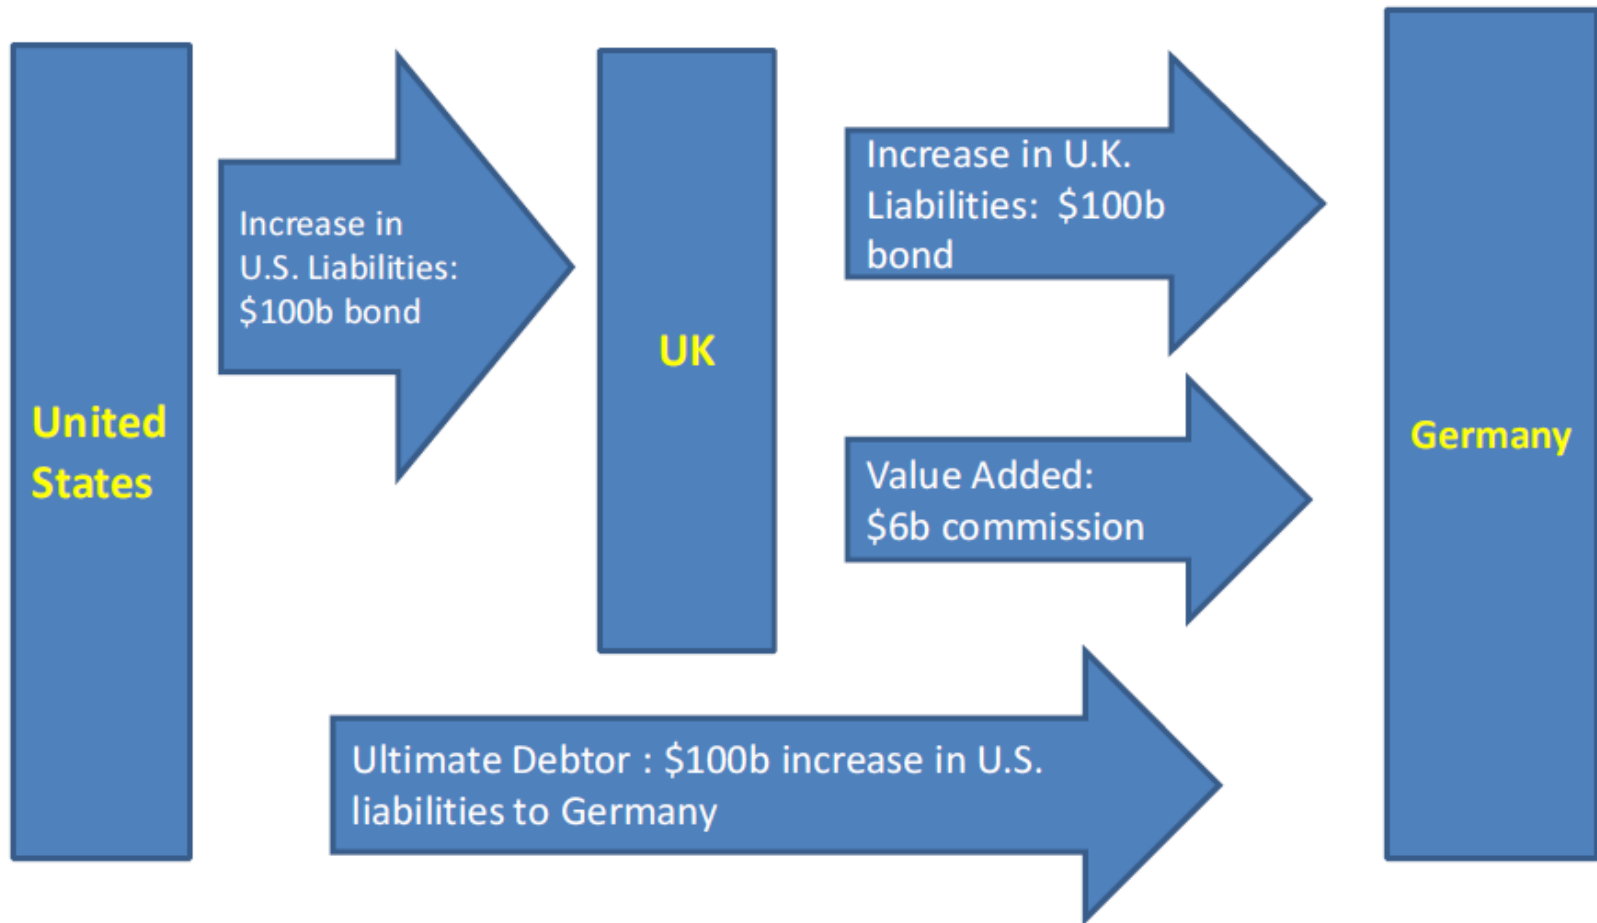 United
States
Increase in
U.S. Liabilities:
$100b bond
UK
Increase in U.K.
Liabilities:  $100b
bond
Value Added:
$6b commission
Germany
Ultimate Debtor : $100b increase in U.S.
liabilities to Germany